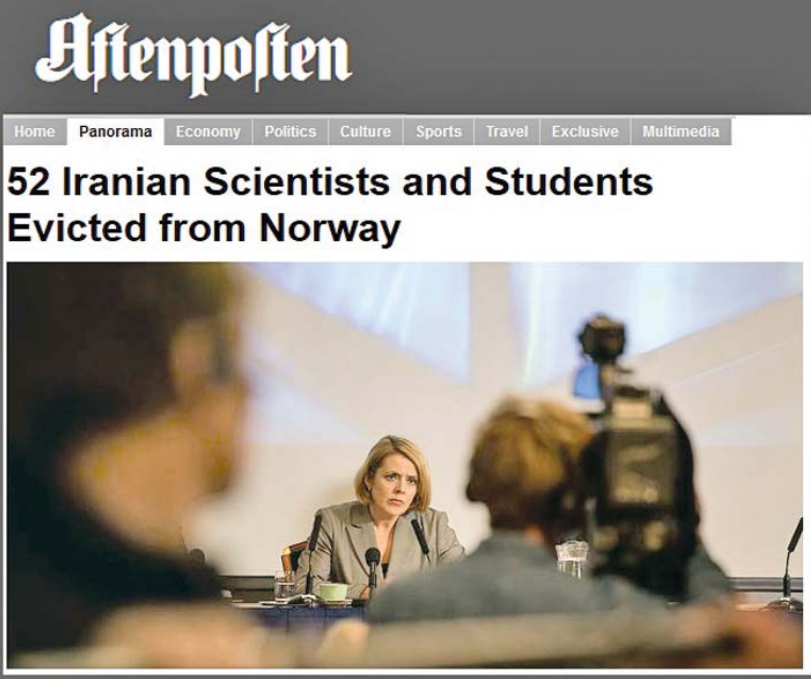 Aftenposten
Home Panorama Economy Politics Culture Sports Travel Exclusive Multimedia
52 Iranian Scientists and Students
Evicted from Norway